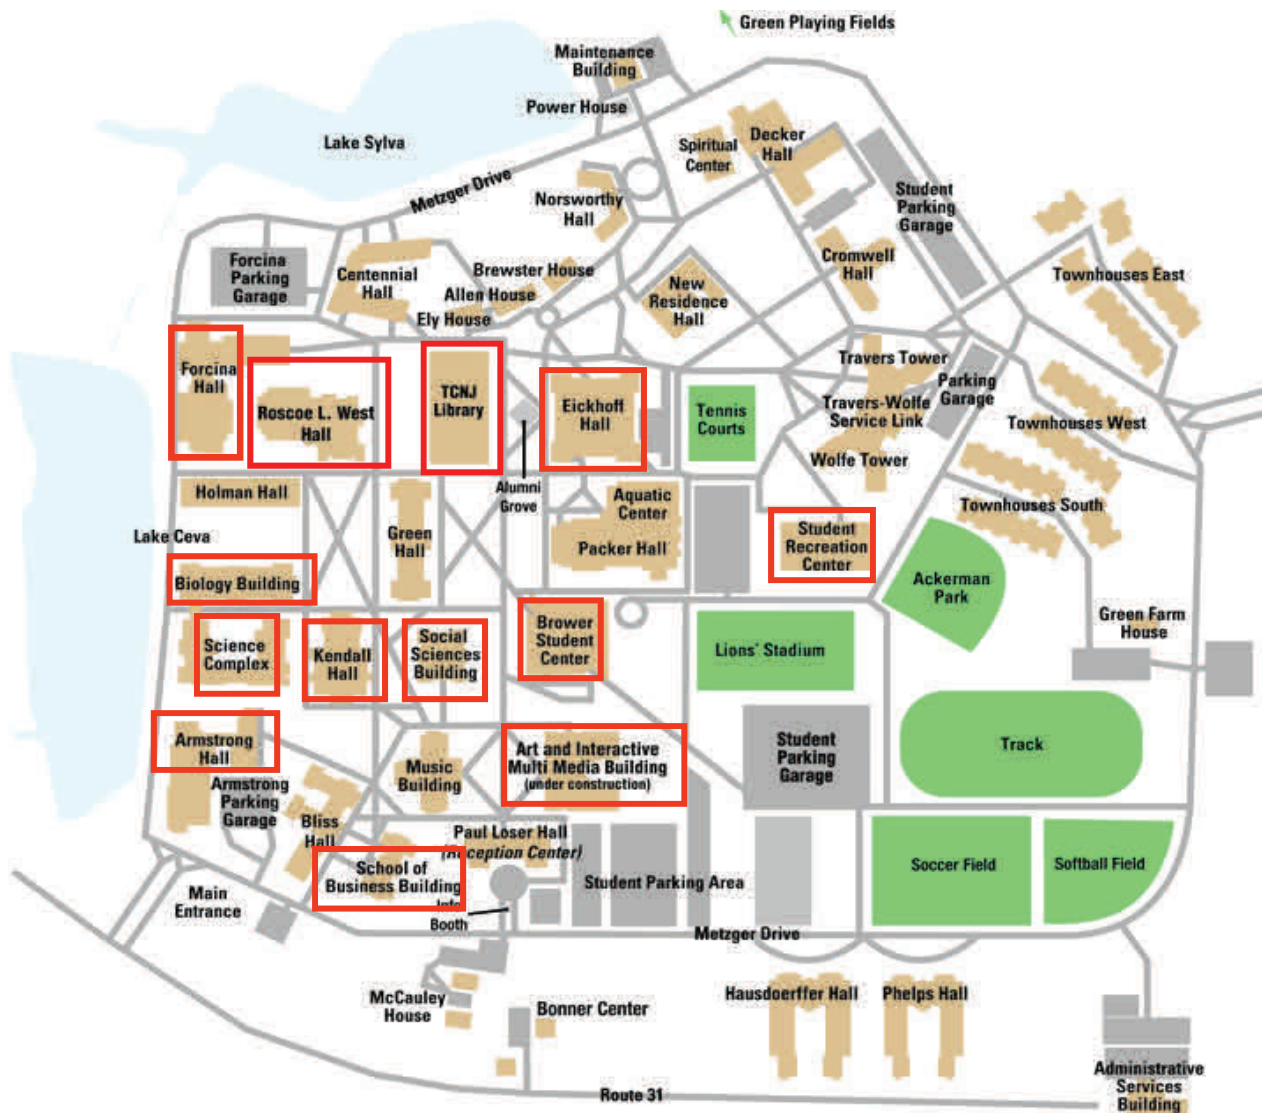 Green Playing Fields
Maintenance
Building
Power House
Lake Sylva
Spiritual
Center
Decker
Hall
Metzger Drive
Norsworthy
Hall
Student
Parking
Garage
Forcina
Parking
Garage
Centennial
Hall
Brewster House
Allen House
Ely House
New
Residence
Hall
Cromwell
Hall
Townhouses East
Forcina
Hall
Roscoe L. West
Hall
TCNJ
Library
Eickhoff
Hall
Tennis
Courts
Travers Tower
Travers-Wolfe
Service Link
Wolfe Tower
Parking
Garage
Townhouses West
Holman Hall
Alumni
Grove
Aquatic
Center
Packer Hall
Townhouses South
Lake Ceva
Green
Hall
Student
Recreation
Center
Biology Building
Ackerman
Park
Green Farm
House
Science
Complex
Kendall
Hall
Social
Sciences
Building
Brower
Student
Center
Lions' Stadium
Armstrong
Hall
Music
Building
Art and Interactive
Multi Media Building
(under construction)
Student
Parking
Garage
Track
Armstrong
Parking
Garage
Bliss
Hall
Paul Loser Hall
(Reception Center)
School of
Business Building
Info
Booth
Student Parking Area
Soccer Field
Softball Field
Main
Entrance
Metzger Drive
McCauley
House
Bonner Center
Hausdoerffer Hall
Phelps Hall
Route 31
Administrative
Services
Building